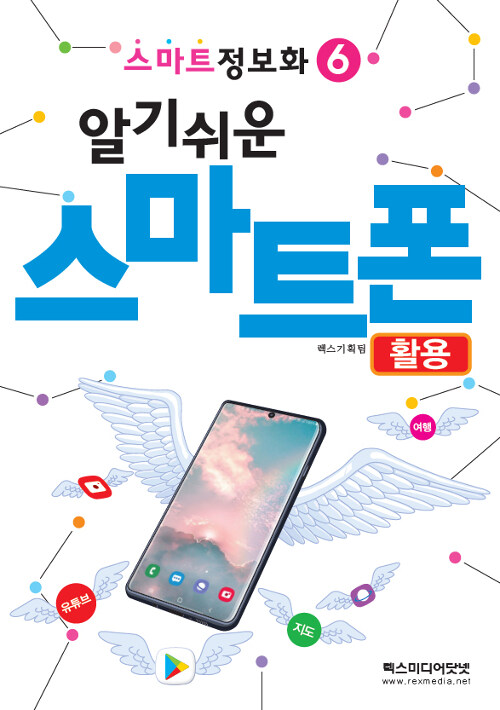 스마트정보화 6
알기쉬운
스마트폰
렉스기획팀
활용
여행
유튜브
지도
렉스미디어닷넷
www.rexmedia.net